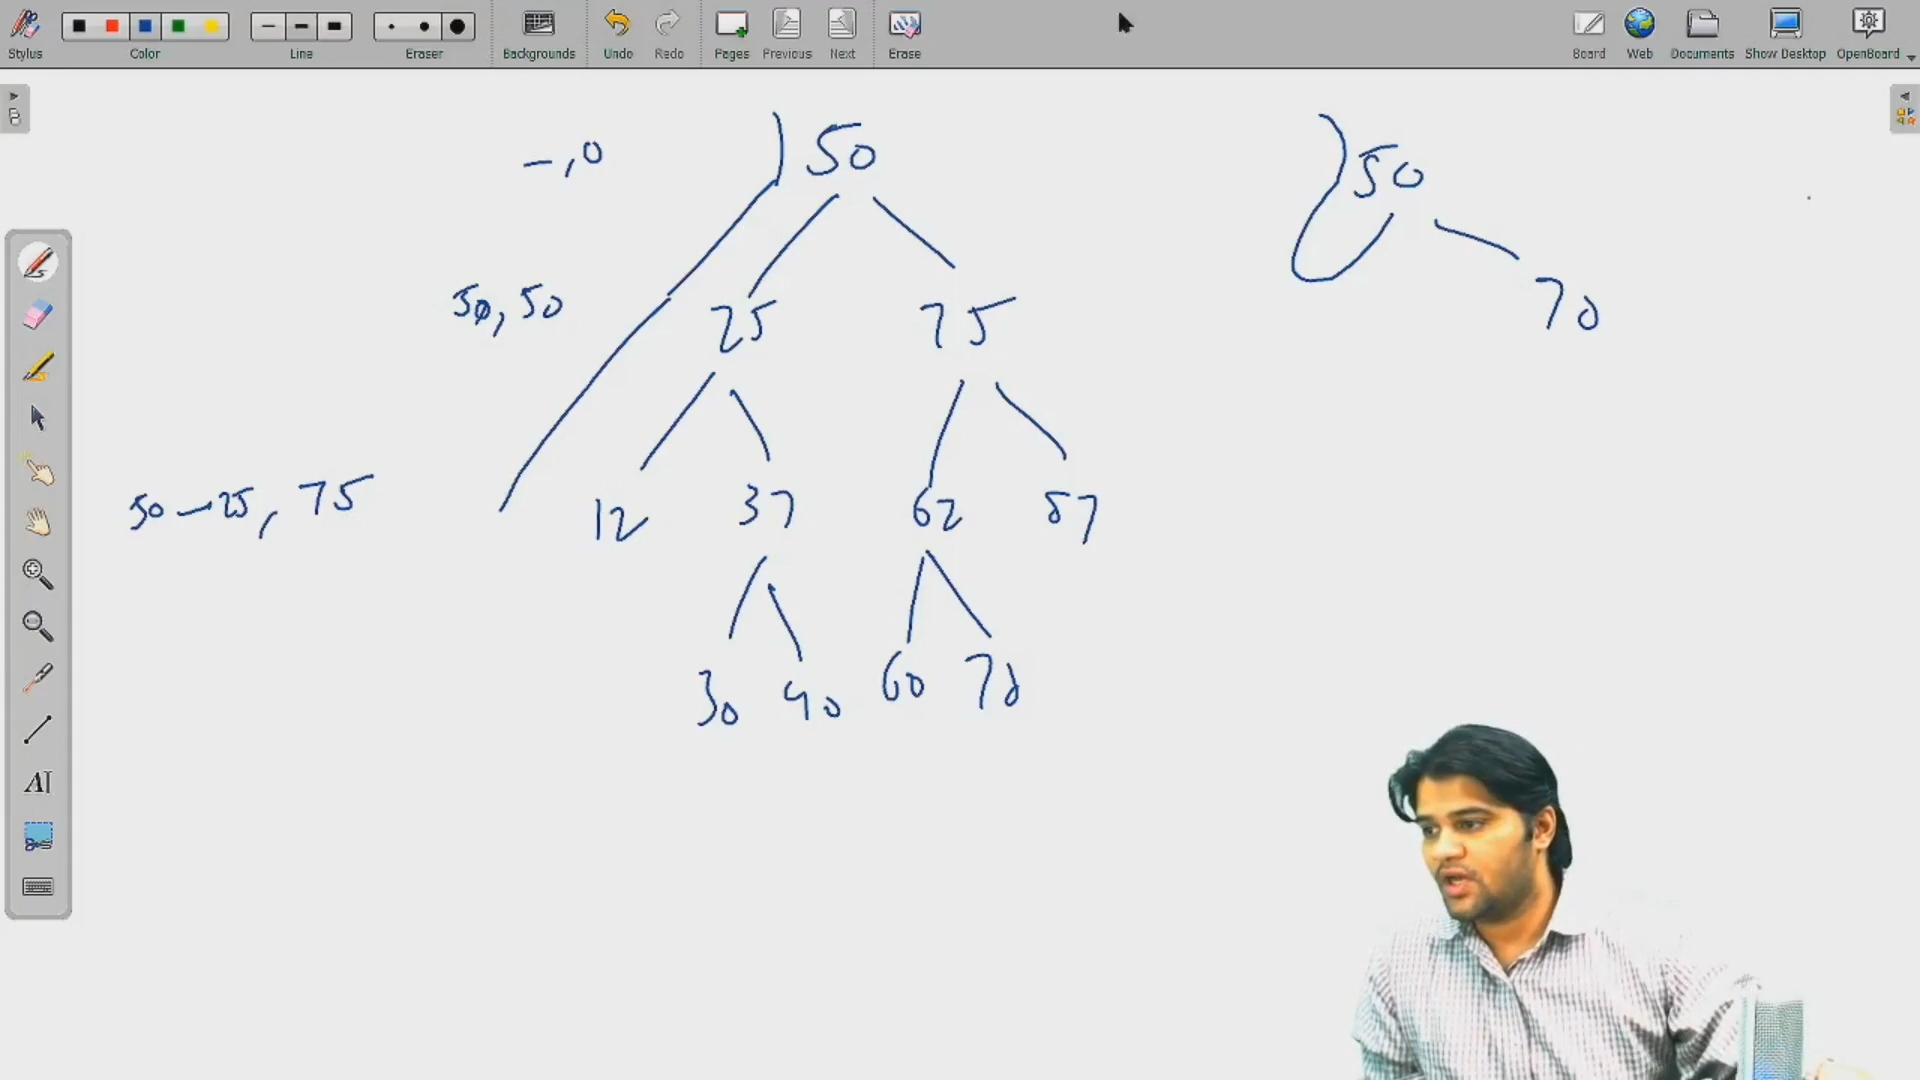 Stylus Color Line Eraser Backgrounds Undo Redo Pages Previous Next Erase Board Web Documents Show Desktop OpenBoard
-,0 50 50
50, 50 25 75 70
50-25, 75 12 37 62 87
30 40 60 70
AI